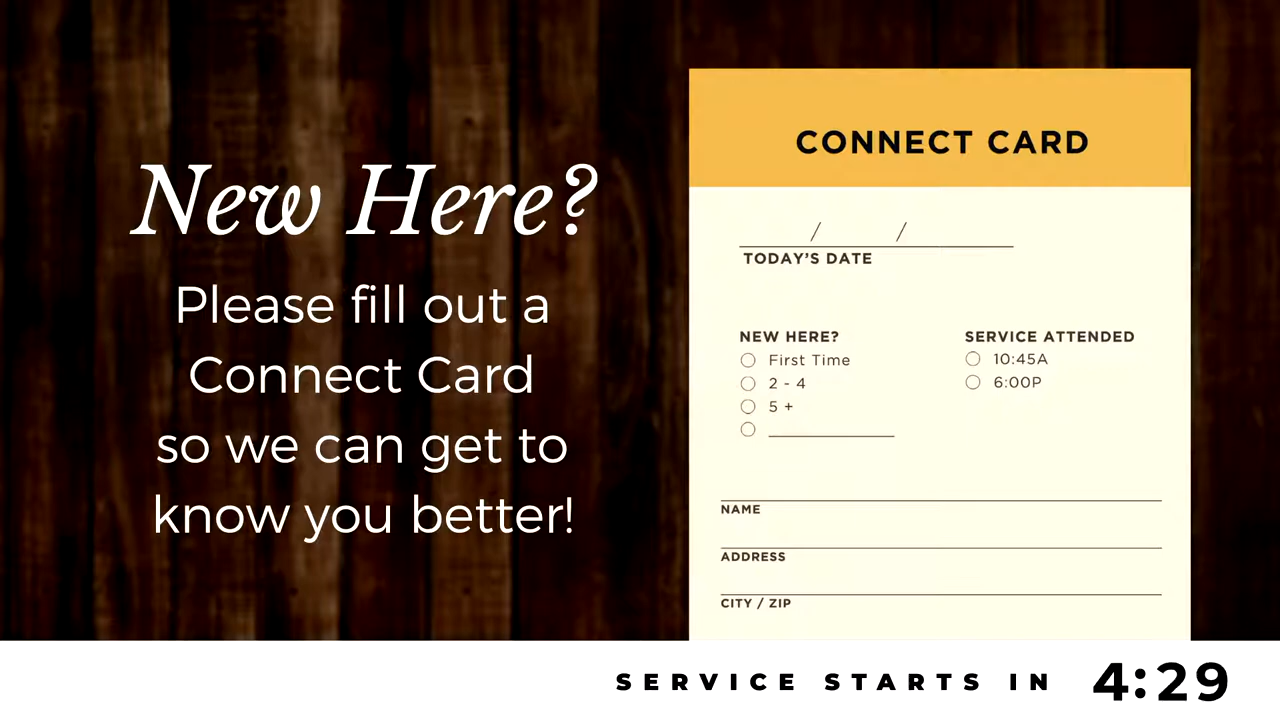 New Here?
Please fill out a
Connect Card
so we can get to
know you better!
CONNECT CARD
/ /
TODAY'S DATE
NEW HERE?
First Time
2 - 4
5 +
SERVICE ATTENDED
10:45A
6:00P
NAME
ADDRESS
CITY / ZIP
SERVICE STARTS IN 4:29